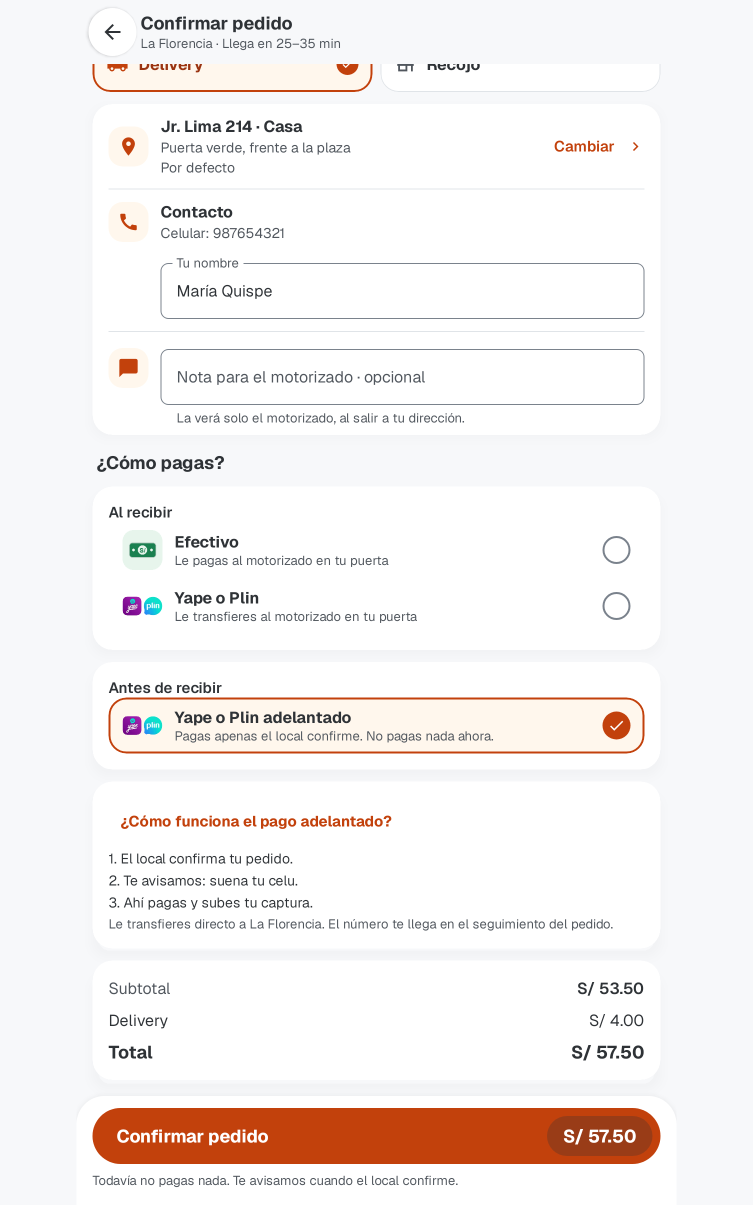 Confirmar pedido
La Florencia · Llega en 25–35 min
Delivery
Recojo
Jr. Lima 214 · Casa
Puerta verde, frente a la plaza
Por defecto
Cambiar
Contacto
Celular: 987654321
Tu nombre
María Quispe
Nota para el motorizado · opcional
La verá solo el motorizado, al salir a tu dirección.
¿Cómo pagas?
Al recibir
S/
Efectivo
Le pagas al motorizado en tu puerta
yape plin
Yape o Plin
Le transfieres al motorizado en tu puerta
Antes de recibir
yape plin
Yape o Plin adelantado
Pagas apenas el local confirme. No pagas nada ahora.
¿Cómo funciona el pago adelantado?
1. El local confirma tu pedido.
2. Te avisamos: suena tu celu.
3. Ahí pagas y subes tu captura.
Le transfieres directo a La Florencia. El número te llega en el seguimiento del pedido.
Subtotal S/ 53.50
Delivery S/ 4.00
Total S/ 57.50
Confirmar pedido S/ 57.50
Todavía no pagas nada. Te avisamos cuando el local confirme.